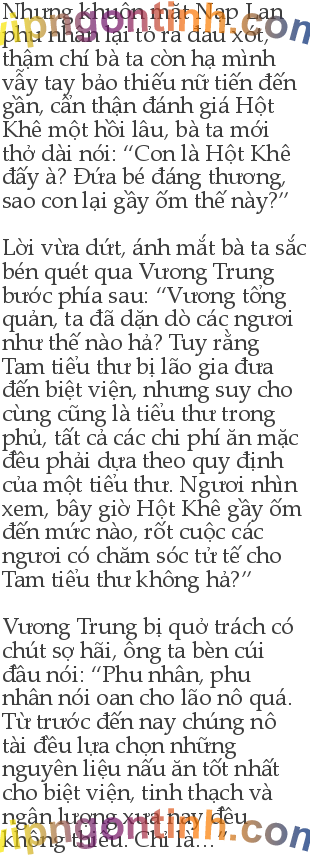 Nhưng khuôn mặt Nạp Lan
phu nhân lại tỏ ra đau xót,
thậm chí bà ta còn hạ mình
vẫy tay bảo thiếu nữ tiến đến
gần, cẩn thận đánh giá Hột
Khê một hồi lâu, bà ta mới
thở dài nói: “Con là Hột Khê
đấy à? Đứa bé đáng thương,
sao con lại gầy ốm thế này?”
Lời vừa dứt, ánh mắt bà ta sắc
bén quét qua Vương Trung
bước phía sau: “Vương tổng
quản, ta đã dặn dò các ngươi
như thế nào hả? Tuy rằng
Tam tiểu thư bị lão gia đưa
đến biệt viện, nhưng suy cho
cùng cũng là tiểu thư trong
phủ, tất cả các chi phí ăn mặc
đều phải dựa theo quy định
của một tiểu thư. Ngươi nhìn
xem, bây giờ Hột Khê gầy ốm
đến mức nào, rốt cuộc các
ngươi có chăm sóc tử tế cho
Tam tiểu thư không hả?”
Vương Trung bị quở trách có
chút sợ hãi, ông ta bèn cúi
đầu nói: “Phu nhân, phu
nhân nói oan cho lão nô quá.
Từ trước đến nay chúng nô
tài đều lựa chọn những
nguyên liệu nấu ăn tốt nhất
cho biệt viện, tinh thạch và
ngân lượng xưa nay đều
không thiếu. Chỉ là…”
vipngontinh.com
vipngontinh.com